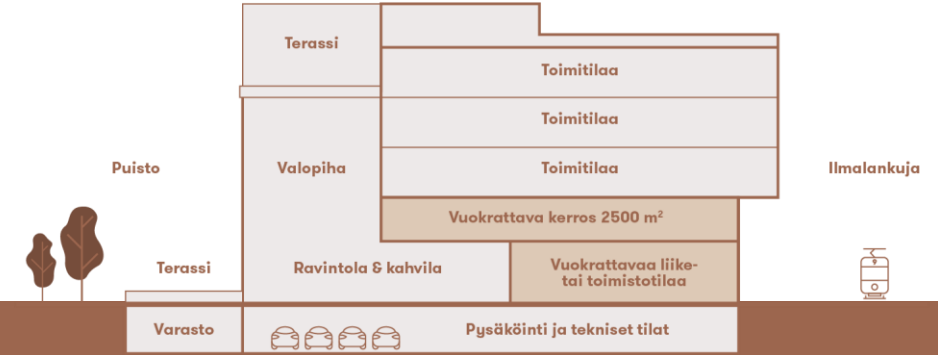 Terassi
Toimitilaa
Toimitilaa
Puisto
Valopiha
Toimitilaa
Ilmalankuja
Vuokrattava kerros 2500 m²
Terassi
Ravintola & kahvila
Vuokrattavaa liike-
tai toimistotilaa
Varasto
Pysäköinti ja tekniset tilat